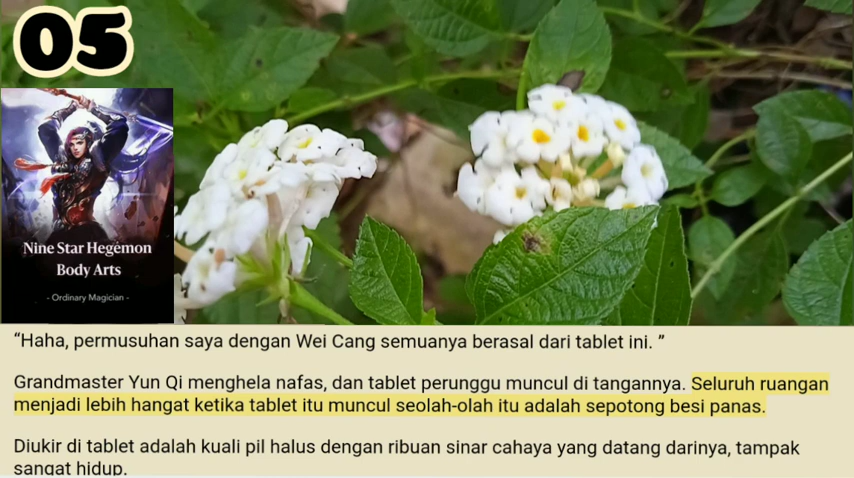 05
Nine Star Hegemon
Body Arts
- Ordinary Magician -
“Haha, permusuhan saya dengan Wei Cang semuanya berasal dari tablet ini. ”
Grandmaster Yun Qi menghela nafas, dan tablet perunggu muncul di tangannya. Seluruh ruangan
menjadi lebih hangat ketika tablet itu muncul seolah-olah itu adalah sepotong besi panas.
Diukir di tablet adalah kuali pil halus dengan ribuan sinar cahaya yang datang darinya, tampak
sangat hidup.